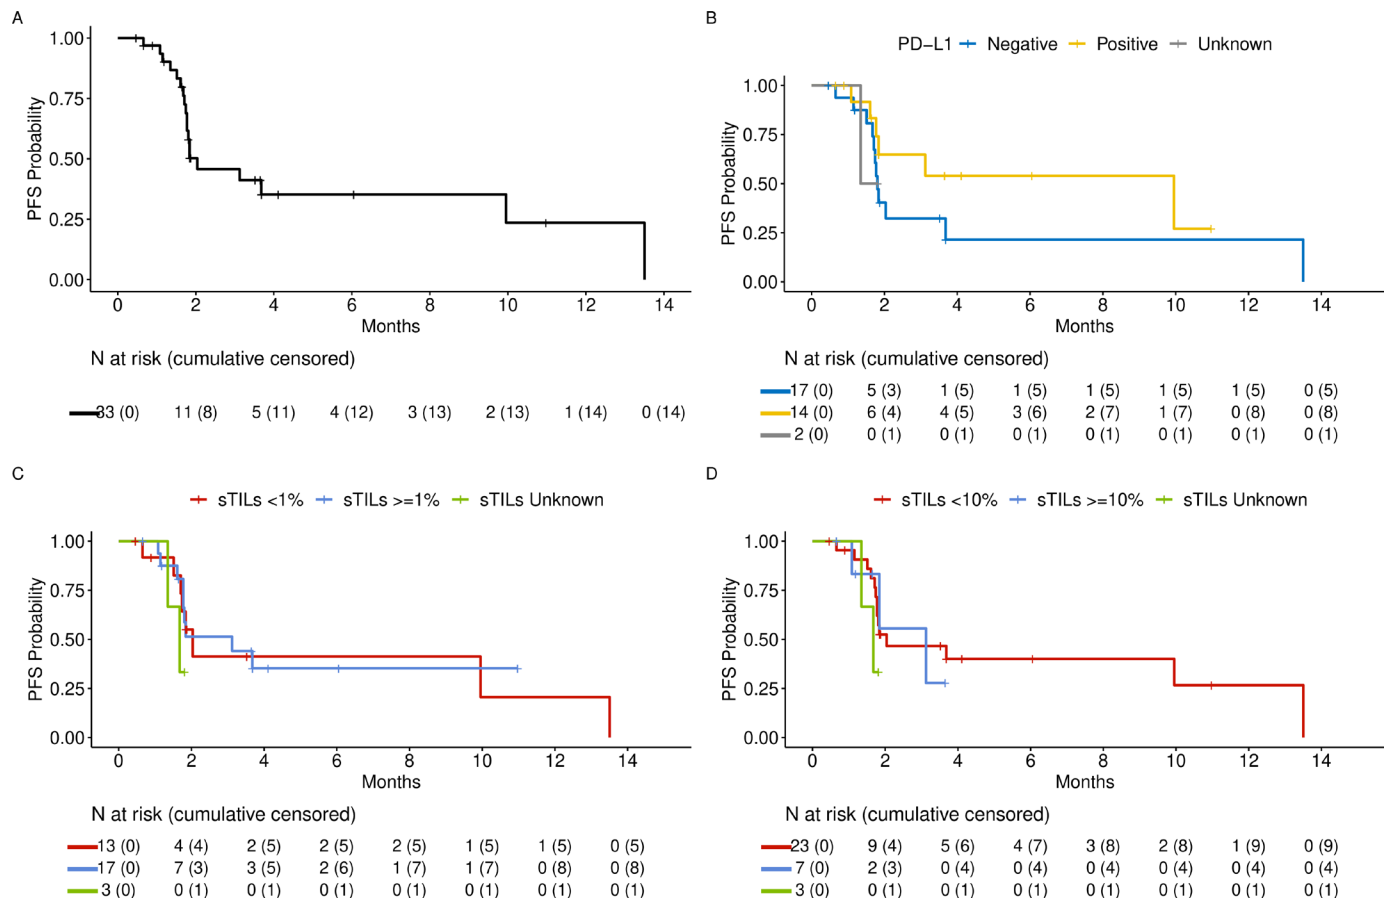 A
1.00
0.75
0.50
0.25
0.00
PFS Probability
0 2 4 6 8 10 12 14
Months
N at risk (cumulative censored)
33 (0) 11 (8) 5 (11) 4 (12) 3 (13) 2 (13) 1 (14) 0 (14)
B
PD−L1 Negative Positive Unknown
1.00
0.75
0.50
0.25
0.00
PFS Probability
0 2 4 6 8 10 12 14
Months
N at risk (cumulative censored)
17 (0) 5 (3) 1 (5) 1 (5) 1 (5) 1 (5) 1 (5) 0 (5)
14 (0) 6 (4) 4 (5) 3 (6) 2 (7) 1 (7) 0 (8) 0 (8)
2 (0) 0 (1) 0 (1) 0 (1) 0 (1) 0 (1) 0 (1) 0 (1)
C
sTILs <1% sTILs >=1% sTILs Unknown
1.00
0.75
0.50
0.25
0.00
PFS Probability
0 2 4 6 8 10 12 14
Months
N at risk (cumulative censored)
13 (0) 4 (4) 2 (5) 2 (5) 2 (5) 1 (5) 1 (5) 0 (5)
17 (0) 7 (3) 3 (5) 2 (6) 1 (7) 1 (7) 0 (8) 0 (8)
3 (0) 0 (1) 0 (1) 0 (1) 0 (1) 0 (1) 0 (1) 0 (1)
D
sTILs <10% sTILs >=10% sTILs Unknown
1.00
0.75
0.50
0.25
0.00
PFS Probability
0 2 4 6 8 10 12 14
Months
N at risk (cumulative censored)
23 (0) 9 (4) 5 (6) 4 (7) 3 (8) 2 (8) 1 (9) 0 (9)
7 (0) 2 (3) 0 (4) 0 (4) 0 (4) 0 (4) 0 (4) 0 (4)
3 (0) 0 (1) 0 (1) 0 (1) 0 (1) 0 (1) 0 (1) 0 (1)